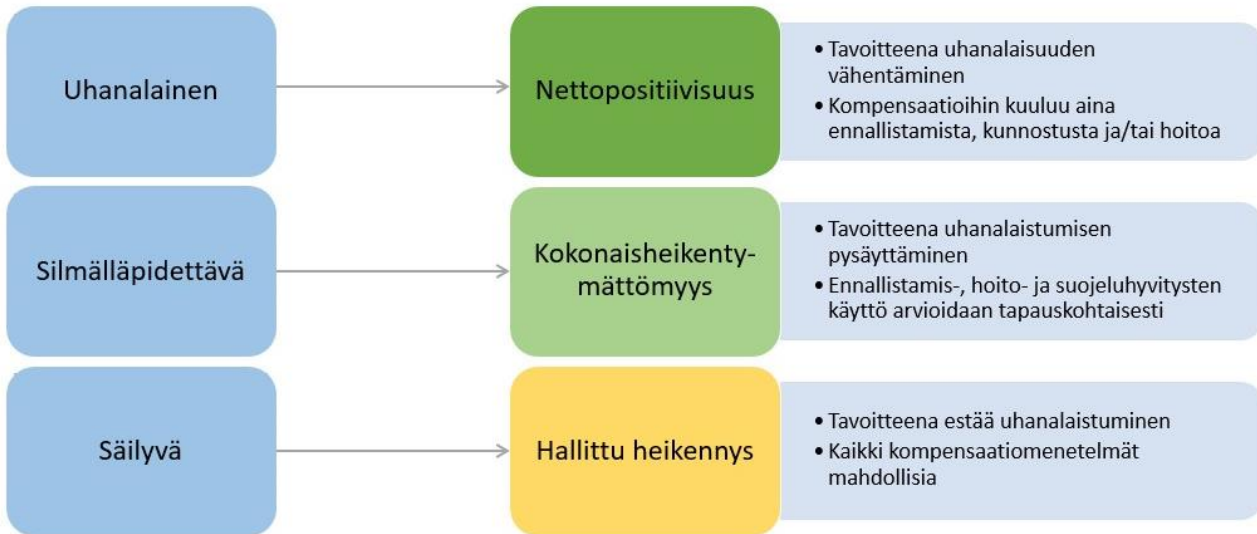 Uhanalainen
Nettopositiivisuus
• Tavoitteena uhanalaisuuden
vähentäminen
• Kompensaatioihin kuuluu aina
ennallistamista, kunnostusta ja/tai hoitoa
Silmälläpidettävä
Kokonaisheikenty-
mättömyys
• Tavoitteena uhanalaistumisen
pysäyttäminen
• Ennallistamis-, hoito- ja suojeluhyvitysten
käyttö arvioidaan tapauskohtaisesti
Säilyvä
Hallittu heikennys
• Tavoitteena estää uhanalaistuminen
• Kaikki kompensaatiomenetelmät
mahdollisia